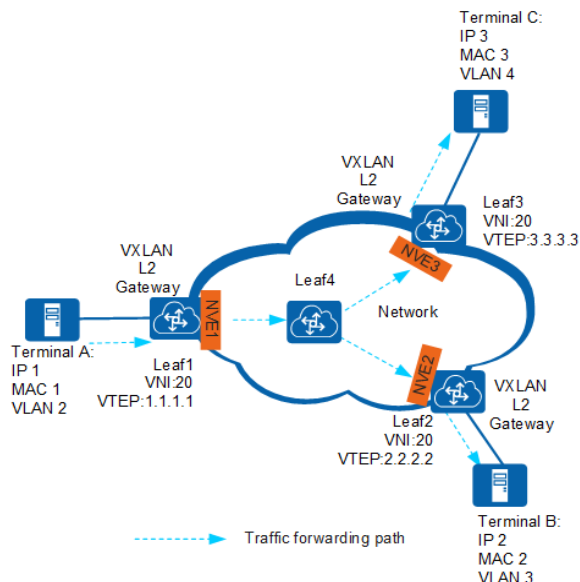 Terminal C:
IP 3
MAC 3
VLAN 4
VXLAN
L2
Gateway
Leaf3
VNI:20
VTEP:3.3.3.3
NVE3
VXLAN
L2
Gateway
Leaf4
Network
NVE1
Terminal A:
IP 1
MAC 1
VLAN 2
Leaf1
VNI:20
VTEP:1.1.1.1
NVE2
VXLAN
L2
Gateway
Leaf2
VNI:20
VTEP:2.2.2.2
Terminal B:
IP 2
MAC 2
VLAN 3
Traffic forwarding path